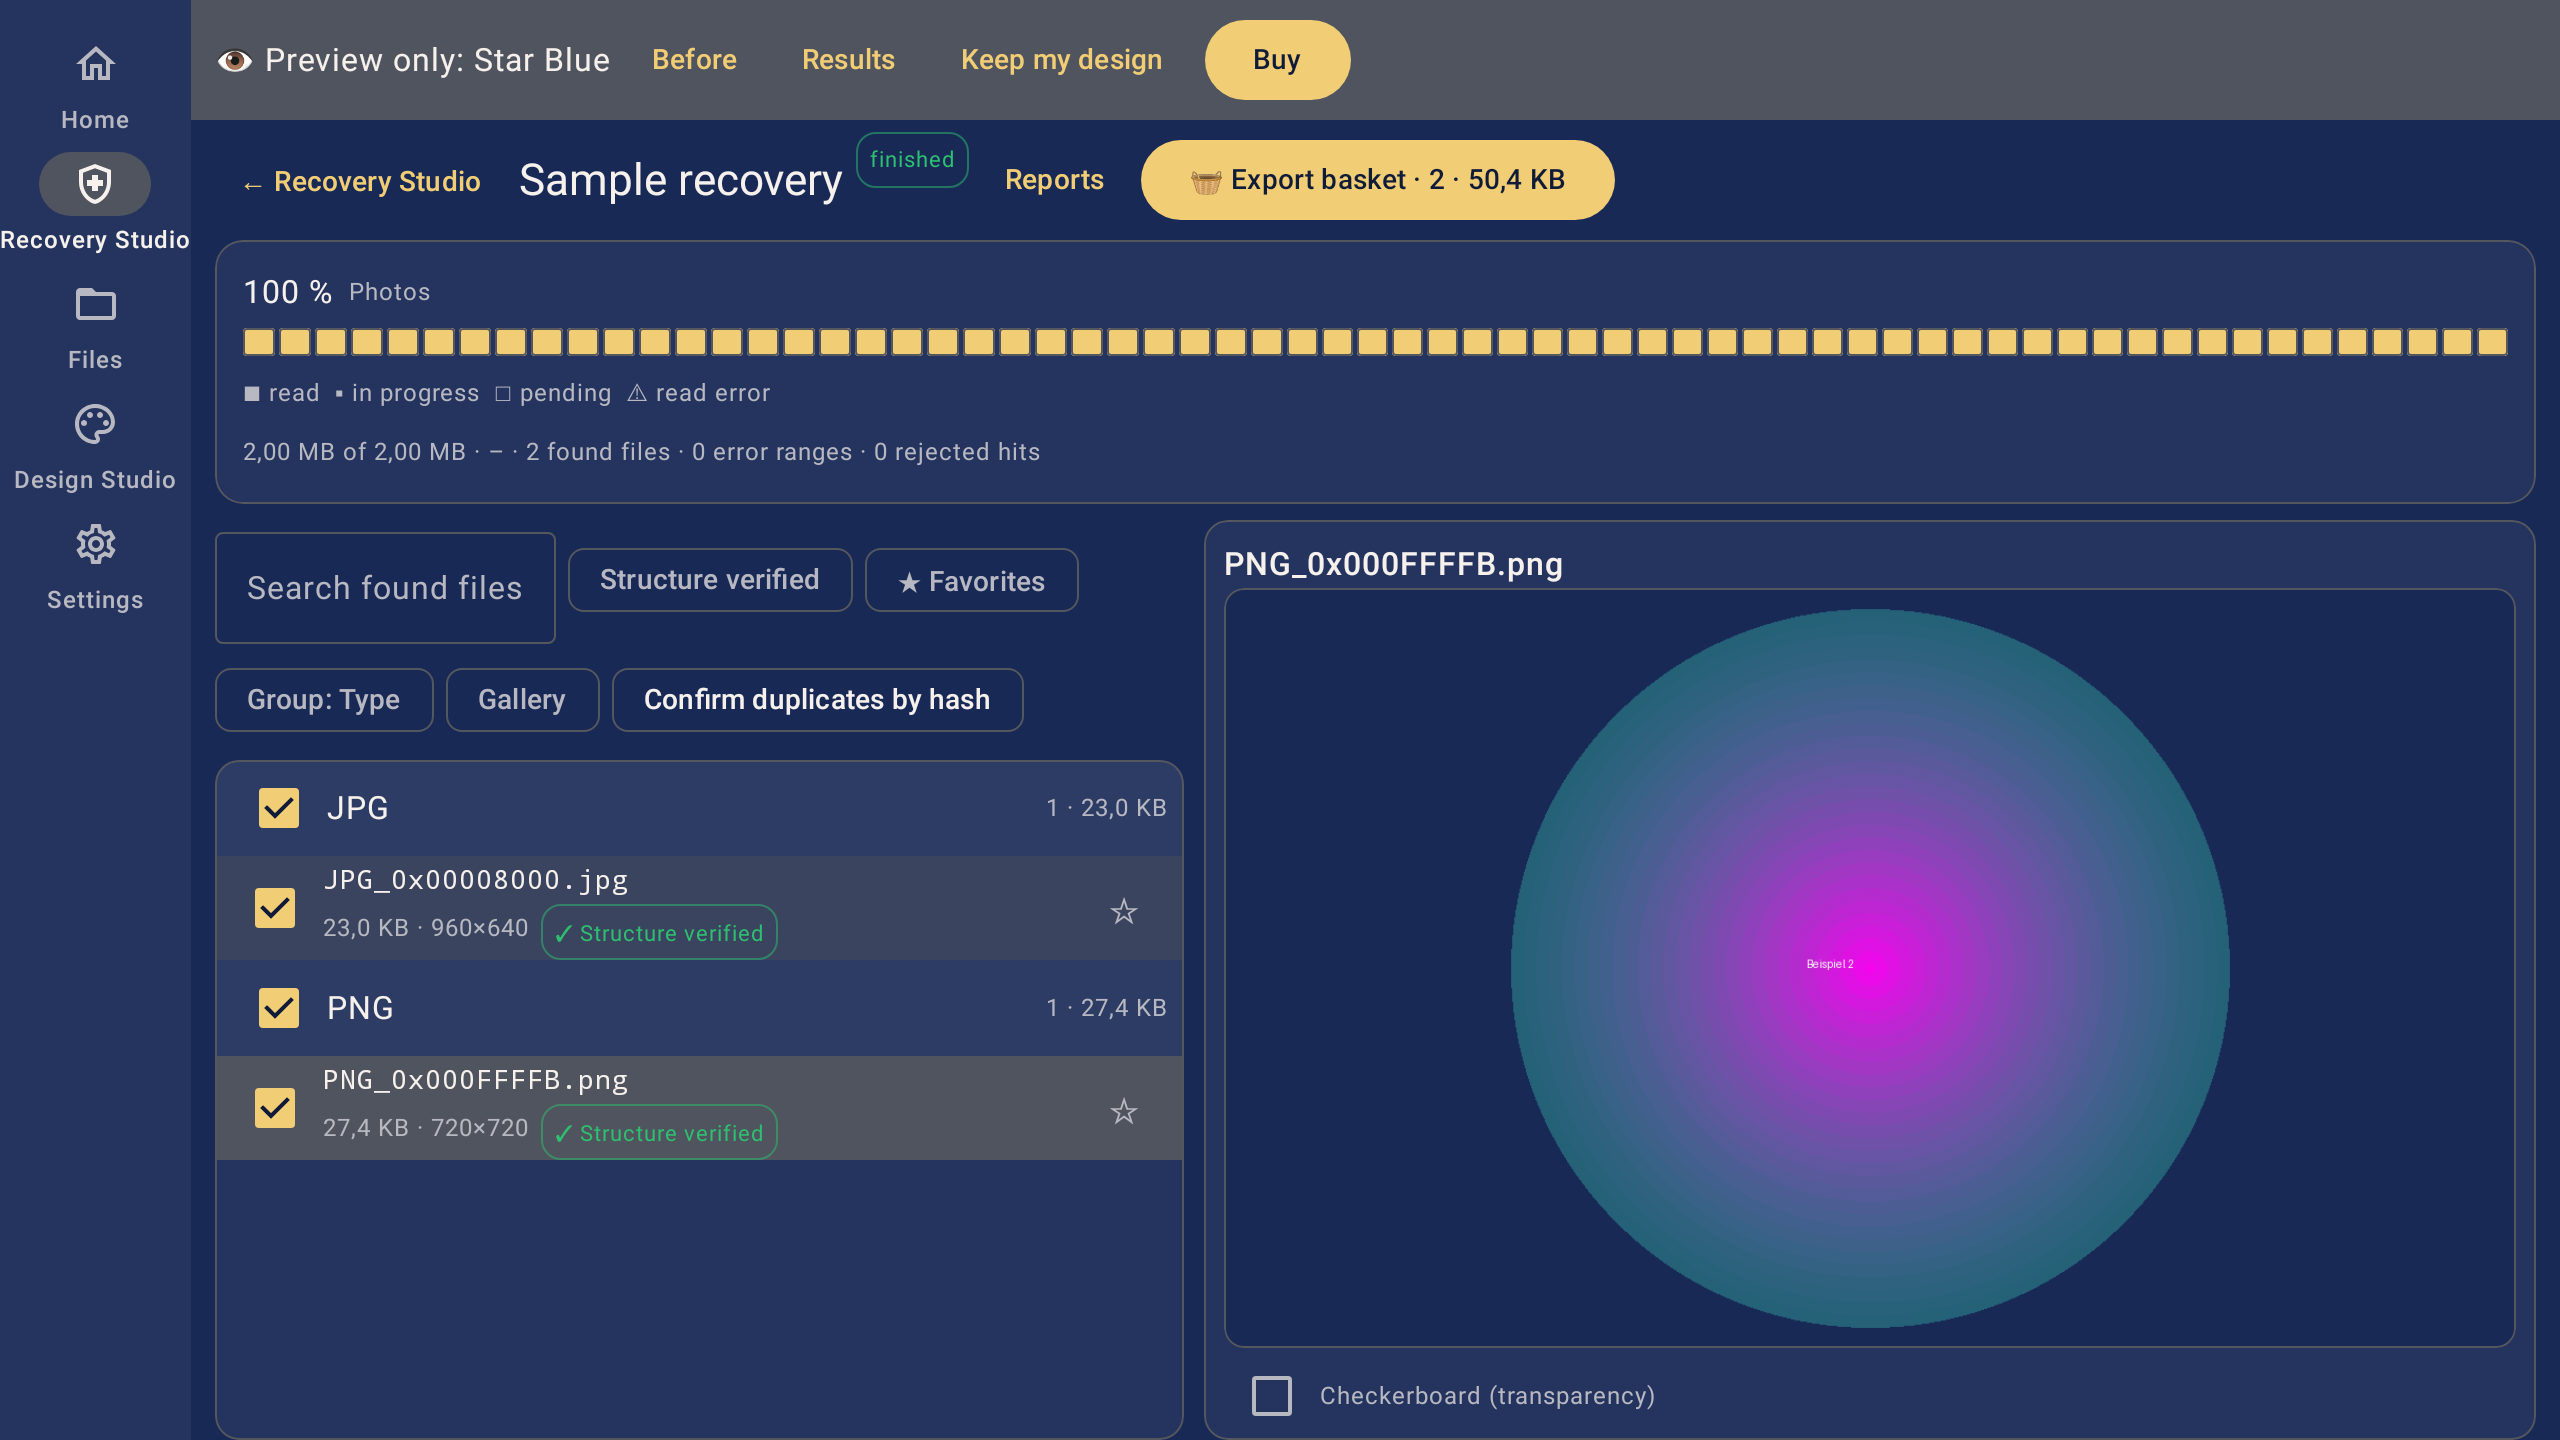 👁 Preview only: Star Blue Before Results Keep my design Buy
Home
Recovery Studio
Files
Design Studio
Settings
← Recovery Studio Sample recovery finished Reports 🧺 Export basket · 2 · 50,4 KB
100 % Photos
■ read ▪ in progress □ pending ⚠ read error
2,00 MB of 2,00 MB · – · 2 found files · 0 error ranges · 0 rejected hits
Search found files Structure verified ★ Favorites
Group: Type Gallery Confirm duplicates by hash
JPG 1 · 23,0 KB
JPG_0x00008000.jpg
23,0 KB · 960×640 ✓ Structure verified ☆
PNG 1 · 27,4 KB
PNG_0x000FFFFB.png
27,4 KB · 720×720 ✓ Structure verified ☆
PNG_0x000FFFFB.png
Beispiel 2
Checkerboard (transparency)